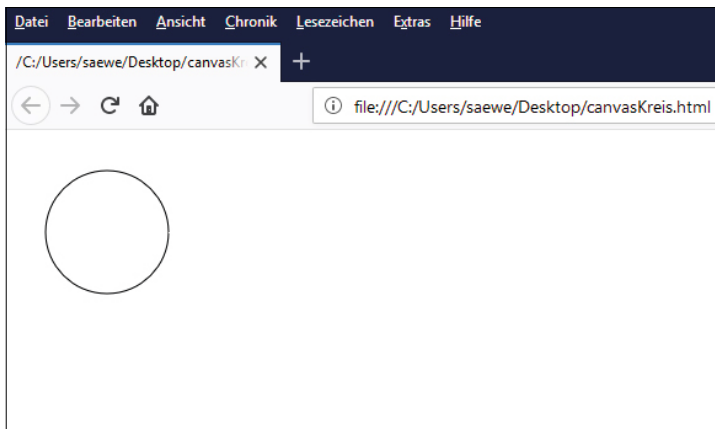 Datei Bearbeiten Ansicht Chronik Lesezeichen Extras Hilfe
/C:/Users/saewe/Desktop/canvasKr
file:///C:/Users/saewe/Desktop/canvasKreis.html